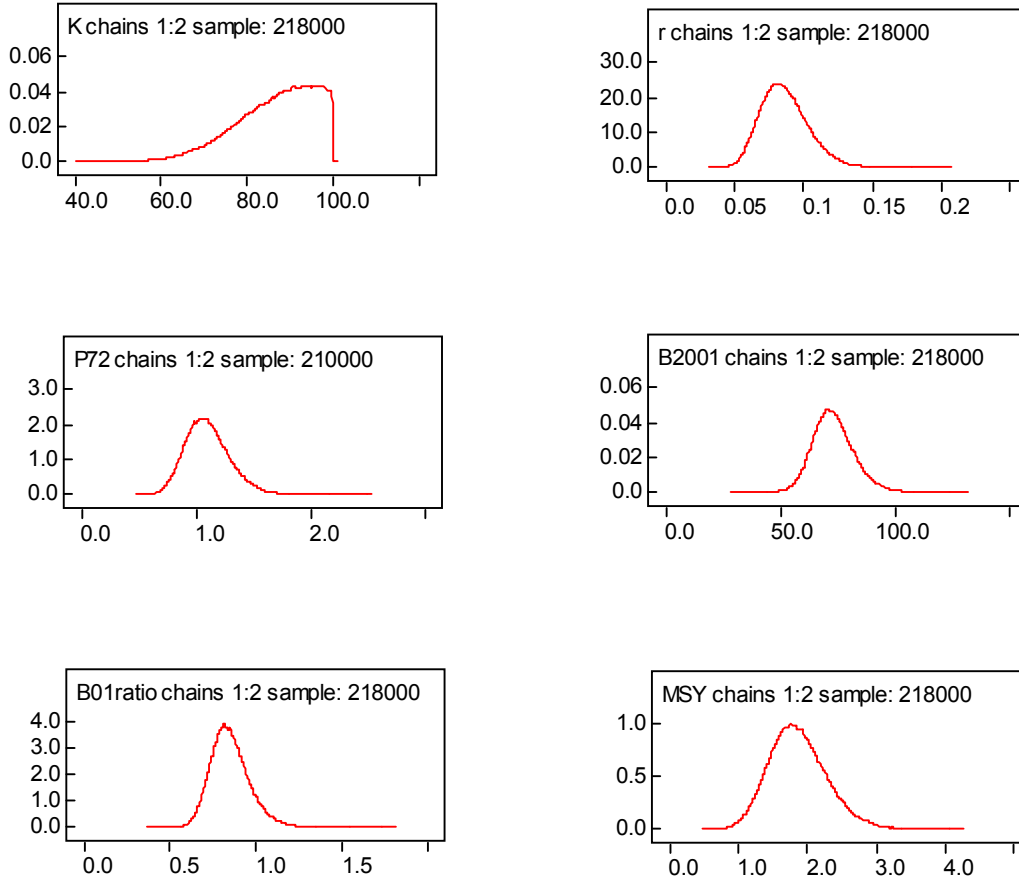 K chains 1:2 sample: 218000
0.06
0.04
0.02
0.0
40.0 60.0 80.0 100.0
r chains 1:2 sample: 218000
30.0
20.0
10.0
0.0
0.0 0.05 0.1 0.15 0.2
P72 chains 1:2 sample: 210000
3.0
2.0
1.0
0.0
0.0 1.0 2.0
B2001 chains 1:2 sample: 218000
0.06
0.04
0.02
0.0
0.0 50.0 100.0
B01ratio chains 1:2 sample: 218000
4.0
3.0
2.0
1.0
0.0
0.0 0.5 1.0 1.5
MSY chains 1:2 sample: 218000
1.0
0.5
0.0
0.0 1.0 2.0 3.0 4.0